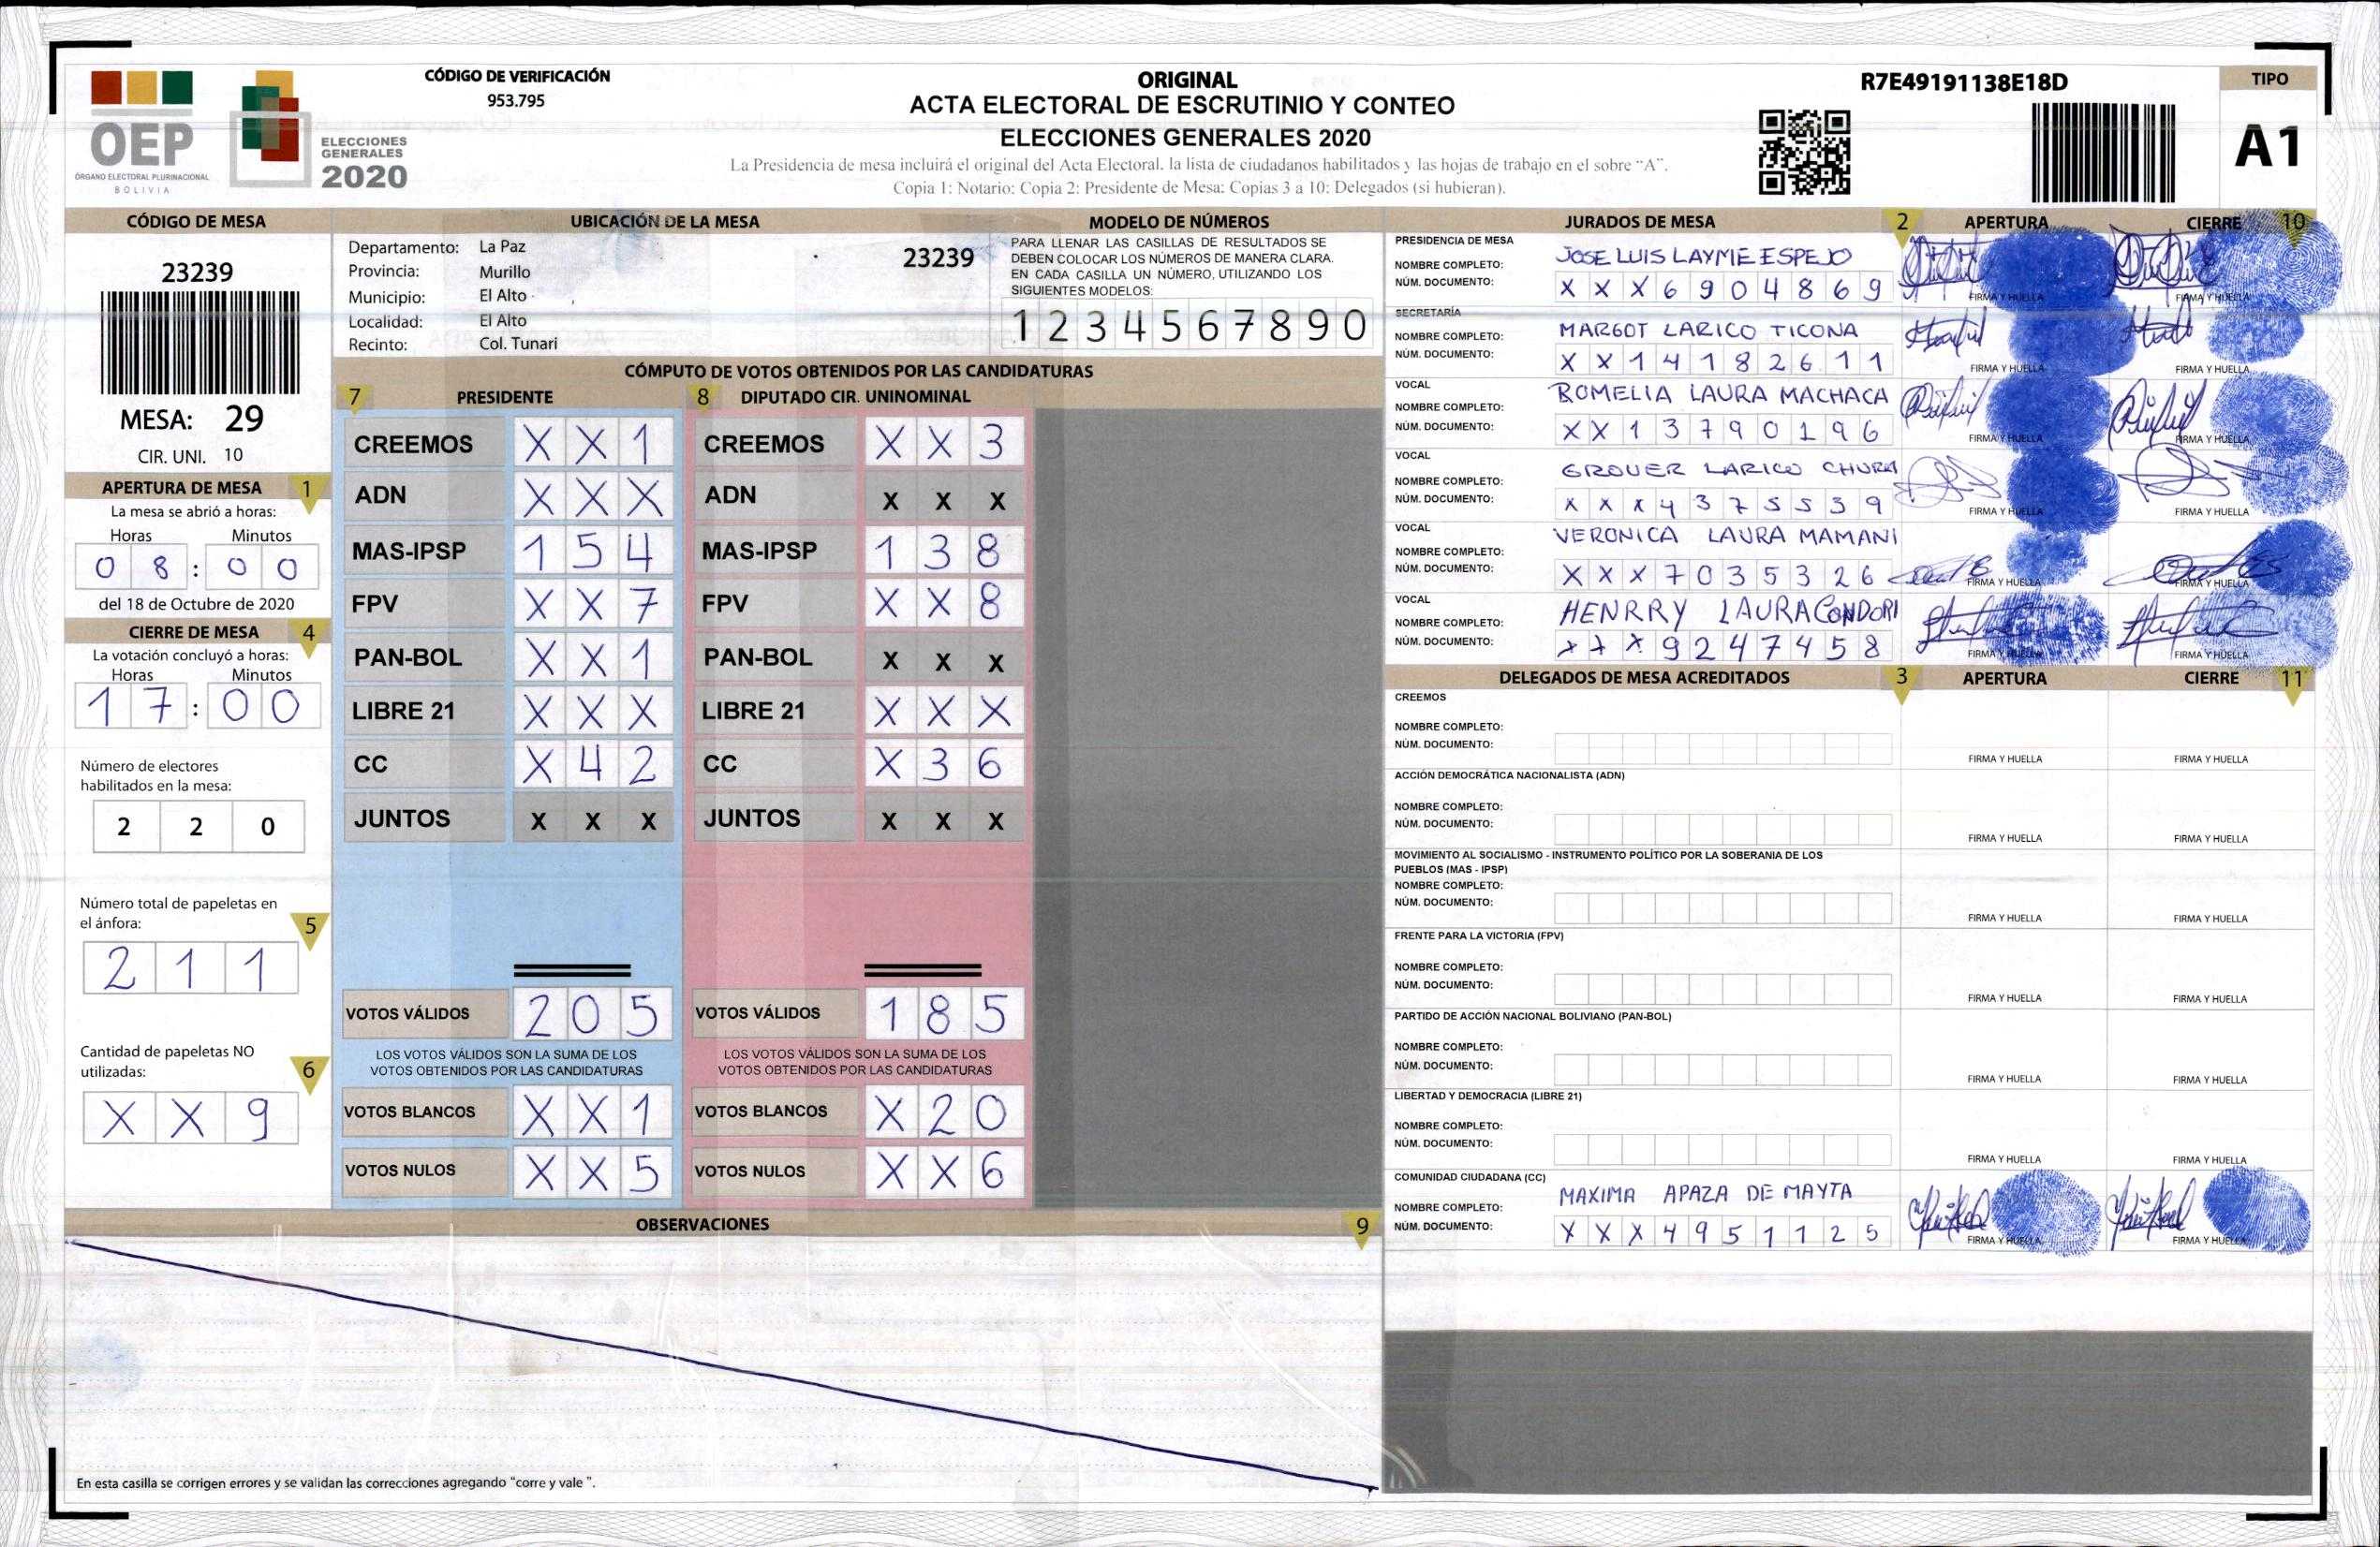 CÓDIGO DE VERIFICACIÓN
953.795
ORIGINAL
ACTA ELECTORAL DE ESCRUTINIO Y CONTEO
ELECCIONES GENERALES 2020
La Presidencia de mesa incluirá el original del Acta Electoral. la lista de ciudadanos habilitados y las hojas de trabajo en el sobre "A".
Copia 1: Notario: Copia 2: Presidente de Mesa: Copias 3 a 10: Delegados (si hubieran).
R7E49191138E18D
TIPO
A1
OEP
ÓRGANO ELECTORAL PLURINACIONAL
BOLIVIA
ELECCIONES
GENERALES
2020
CÓDIGO DE MESA
23239
MESA: 29
CIR. UNI. 10
APERTURA DE MESA 1
La mesa se abrió a horas:
Horas Minutos
0 8 : 0 0
del 18 de Octubre de 2020
CIERRE DE MESA 4
La votación concluyó a horas:
Horas Minutos
1 7 : 0 0
Número de electores
habilitados en la mesa:
2 2 0
Número total de papeletas en
el ánfora: 5
2 1 1
Cantidad de papeletas NO
utilizadas: 6
X X 9
UBICACIÓN DE LA MESA
Departamento: La Paz
23239
Provincia: Murillo
Municipio: El Alto
Localidad: El Alto
Recinto: Col. Tunari
MODELO DE NÚMEROS
PARA LLENAR LAS CASILLAS DE RESULTADOS SE
DEBEN COLOCAR LOS NÚMEROS DE MANERA CLARA.
EN CADA CASILLA UN NÚMERO, UTILIZANDO LOS
SIGUIENTES MODELOS:
1 2 3 4 5 6 7 8 9 0
CÓMPUTO DE VOTOS OBTENIDOS POR LAS CANDIDATURAS
7 PRESIDENTE
CREEMOS X X 1
ADN X X X
MAS-IPSP 1 5 4
FPV X X 7
PAN-BOL X X 1
LIBRE 21 X X X
CC X 4 2
JUNTOS X X X
VOTOS VÁLIDOS 2 0 5
LOS VOTOS VÁLIDOS SON LA SUMA DE LOS
VOTOS OBTENIDOS POR LAS CANDIDATURAS
VOTOS BLANCOS X X 1
VOTOS NULOS X X 5
8 DIPUTADO CIR. UNINOMINAL
CREEMOS X X 3
ADN X X X
MAS-IPSP 1 3 8
FPV X X 8
PAN-BOL X X X
LIBRE 21 X X X
CC X 3 6
JUNTOS X X X
VOTOS VÁLIDOS 1 8 5
LOS VOTOS VÁLIDOS SON LA SUMA DE LOS
VOTOS OBTENIDOS POR LAS CANDIDATURAS
VOTOS BLANCOS X 2 0
VOTOS NULOS X X 6
OBSERVACIONES 9
En esta casilla se corrigen errores y se validan las correcciones agregando "corre y vale ".
JURADOS DE MESA 2 APERTURA CIERRE 10
PRESIDENCIA DE MESA
NOMBRE COMPLETO: JOSE LUIS LAYME ESPEJO
NÚM. DOCUMENTO: X X X 6 9 0 4 8 6 9
FIRMA Y HUELLA FIRMA Y HUELLA
SECRETARÍA
NOMBRE COMPLETO: MARGOT LARICO TICONA
NÚM. DOCUMENTO: X X 1 4 1 8 2 6 1 1
FIRMA Y HUELLA FIRMA Y HUELLA
VOCAL
NOMBRE COMPLETO: ROMELIA LAURA MACHACA
NÚM. DOCUMENTO: X X 1 3 7 9 0 1 9 6
FIRMA Y HUELLA FIRMA Y HUELLA
VOCAL
NOMBRE COMPLETO: GROVER LARICO CHURA
NÚM. DOCUMENTO: X X X 4 3 7 5 5 3 9
FIRMA Y HUELLA FIRMA Y HUELLA
VOCAL
NOMBRE COMPLETO: VERONICA LAURA MAMANI
NÚM. DOCUMENTO: X X X 7 0 3 5 3 2 6
FIRMA Y HUELLA FIRMA Y HUELLA
VOCAL
NOMBRE COMPLETO: HENRRY LAURA CONDORI
NÚM. DOCUMENTO: X X X 9 2 4 7 4 5 8
FIRMA Y HUELLA FIRMA Y HUELLA
DELEGADOS DE MESA ACREDITADOS 3 APERTURA CIERRE 11
CREEMOS
NOMBRE COMPLETO:
NÚM. DOCUMENTO:
FIRMA Y HUELLA FIRMA Y HUELLA
ACCIÓN DEMOCRÁTICA NACIONALISTA (ADN)
NOMBRE COMPLETO:
NÚM. DOCUMENTO:
FIRMA Y HUELLA FIRMA Y HUELLA
MOVIMIENTO AL SOCIALISMO - INSTRUMENTO POLÍTICO POR LA SOBERANIA DE LOS
PUEBLOS (MAS - IPSP)
NOMBRE COMPLETO:
NÚM. DOCUMENTO:
FIRMA Y HUELLA FIRMA Y HUELLA
FRENTE PARA LA VICTORIA (FPV)
NOMBRE COMPLETO:
NÚM. DOCUMENTO:
FIRMA Y HUELLA FIRMA Y HUELLA
PARTIDO DE ACCIÓN NACIONAL BOLIVIANO (PAN-BOL)
NOMBRE COMPLETO:
NÚM. DOCUMENTO:
FIRMA Y HUELLA FIRMA Y HUELLA
LIBERTAD Y DEMOCRACIA (LIBRE 21)
NOMBRE COMPLETO:
NÚM. DOCUMENTO:
FIRMA Y HUELLA FIRMA Y HUELLA
COMUNIDAD CIUDADANA (CC)
NOMBRE COMPLETO: MAXIMA APAZA DE MAYTA
NÚM. DOCUMENTO: X X X 4 9 5 1 1 2 5
FIRMA Y HUELLA FIRMA Y HUELLA